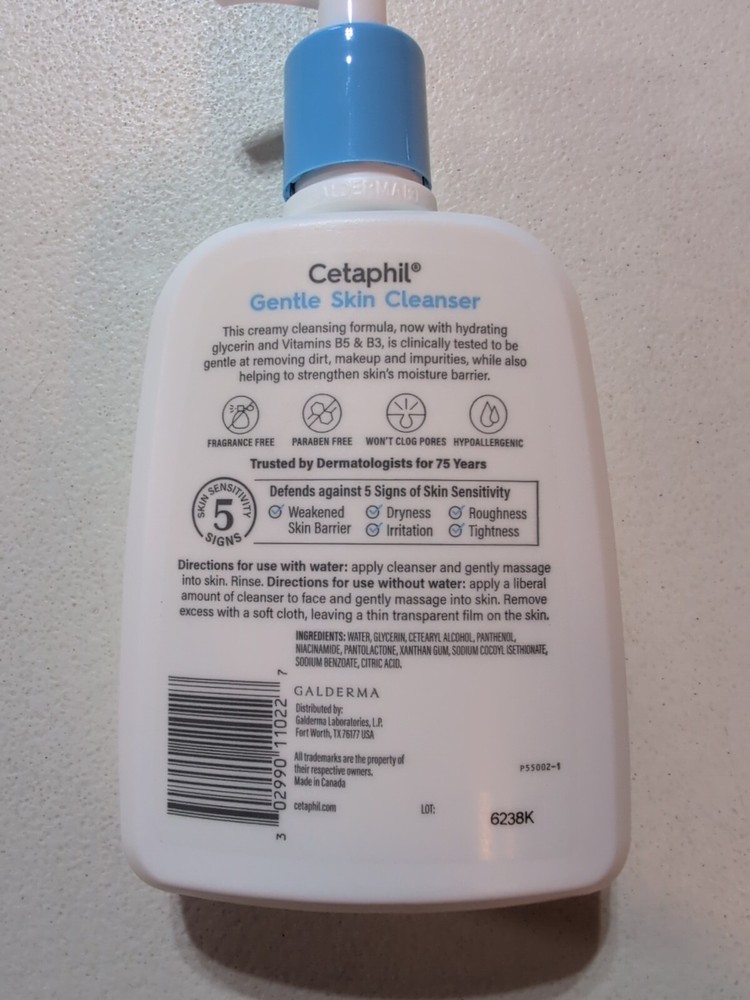 Cetaphil®
Gentle Skin Cleanser
This creamy cleansing formula, now with hydrating
glycerin and Vitamins B5 & B3, is clinically tested to be
gentle at removing dirt, makeup and impurities, while also
helping to strengthen skin's moisture barrier.
FRAGRANCE FREE PARABEN FREE WON'T CLOG PORES HYPOALLERGENIC
Trusted by Dermatologists for 75 Years
SKIN SENSITIVITY
5
SIGNS
Defends against 5 Signs of Skin Sensitivity
Weakened Dryness Roughness
Skin Barrier Irritation Tightness
Directions for use with water: apply cleanser and gently massage
into skin. Rinse. Directions for use without water: apply a liberal
amount of cleanser to face and gently massage into skin. Remove
excess with a soft cloth, leaving a thin transparent film on the skin.
INGREDIENTS: WATER, GLYCERIN, CETEARYL ALCOHOL, PANTHENOL,
NIACINAMIDE, PANTOLACTONE, XANTHAN GUM, SODIUM COCOYL ISETHIONATE,
SODIUM BENZOATE, CITRIC ACID.
3 02990 11022 7
GALDERMA
Distributed by:
Galderma Laboratories, L.P.
Fort Worth, TX 76177 USA
All trademarks are the property of
their respective owners.
Made in Canada
P55002-1
cetaphil.com
LOT:
6238K